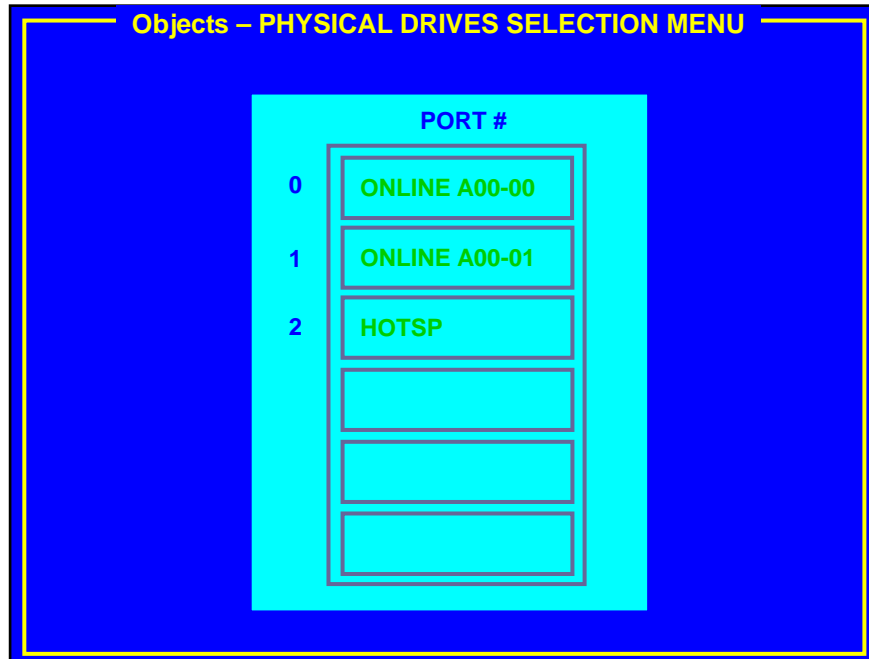 Objects – PHYSICAL DRIVES SELECTION MENU
PORT #
0 ONLINE A00-00
1 ONLINE A00-01
2 HOTSP